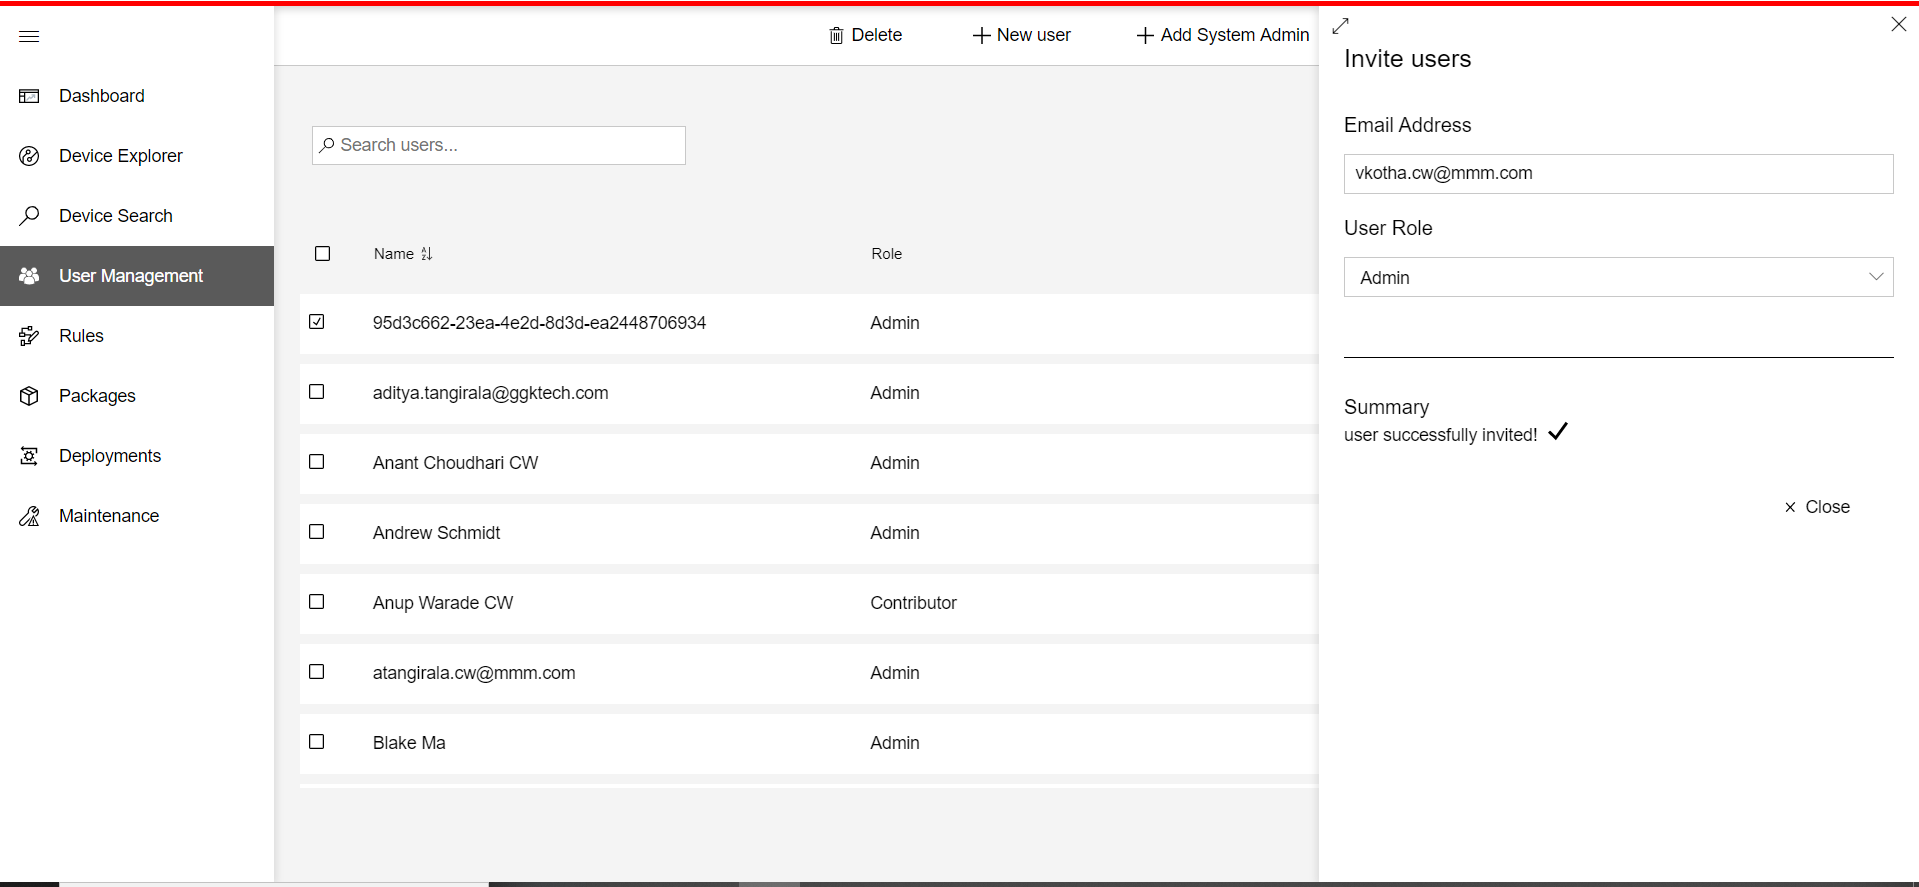 Delete
New user
Add System Admin
Dashboard
Device Explorer
Device Search
User Management
Rules
Packages
Deployments
Maintenance
Search users...
Name
Role
95d3c662-23ea-4e2d-8d3d-ea2448706934 Admin
aditya.tangirala@ggktech.com Admin
Anant Choudhari CW Admin
Andrew Schmidt Admin
Anup Warade CW Contributor
atangirala.cw@mmm.com Admin
Blake Ma Admin
Invite users
Email Address
vkotha.cw@mmm.com
User Role
Admin
Summary
user successfully invited!
Close